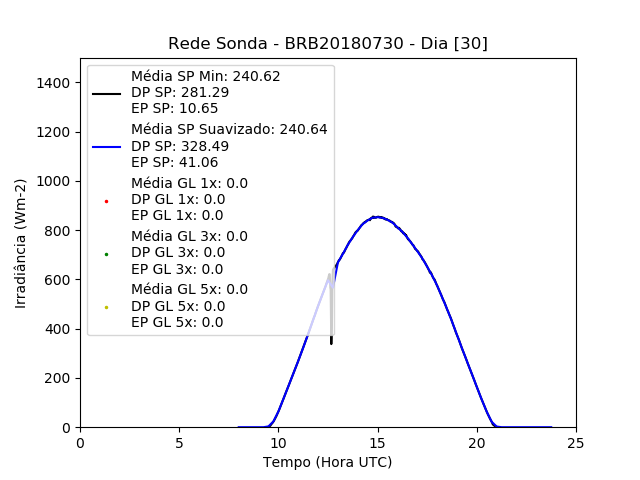 Rede Sonda - BRB20180730 - Dia [30]
Média SP Min: 240.62
DP SP: 281.29
EP SP: 10.65
Média SP Suavizado: 240.64
DP SP: 328.49
EP SP: 41.06
Média GL 1x: 0.0
DP GL 1x: 0.0
EP GL 1x: 0.0
Média GL 3x: 0.0
DP GL 3x: 0.0
EP GL 3x: 0.0
Média GL 5x: 0.0
DP GL 5x: 0.0
EP GL 5x: 0.0
Irradiância (Wm-2)
1400
1200
1000
800
600
400
200
0
0 5 10 15 20 25
Tempo (Hora UTC)